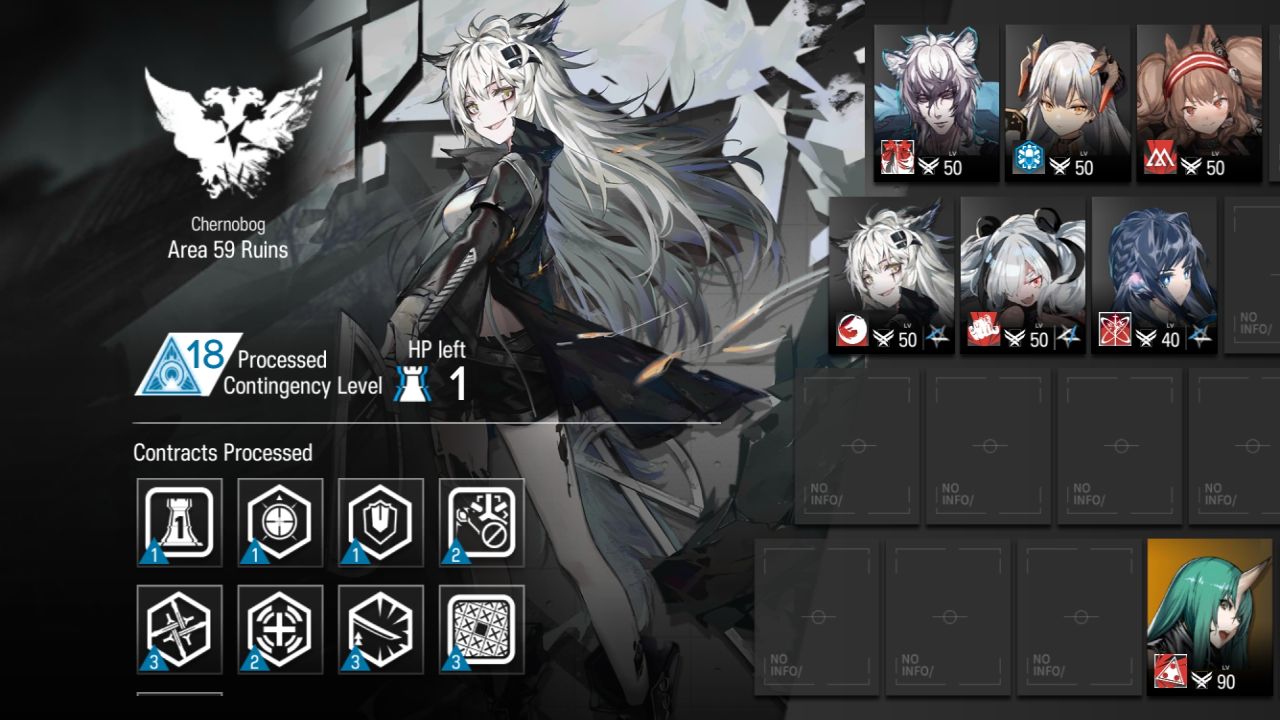 Chernobog
Area 59 Ruins
18 Processed
Contingency Level
HP left
1
Contracts Processed
1
1
1
1
2
3
2
3
3
LV
50
LV
50
LV
50
LV
50
LV
50
LV
40
NO
INFO/
NO
INFO/
NO
INFO/
NO
INFO/
NO
INFO/
NO
INFO/
NO
INFO/
NO
INFO/
LV
90